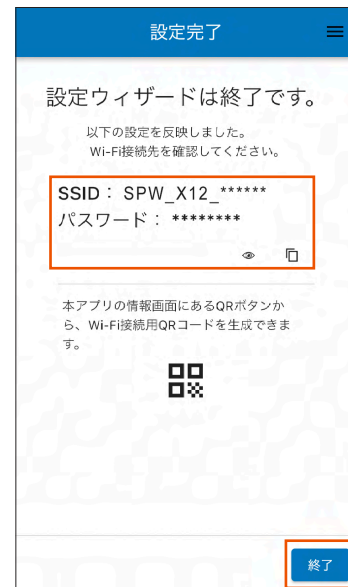 設定完了
設定ウィザードは終了です。
以下の設定を反映しました。
Wi-Fi接続先を確認してください。
SSID： SPW_X12_******
パスワード： ********
本アプリの情報画面にあるQRボタンか
ら、Wi-Fi接続用QRコードを生成できま
す。
終了